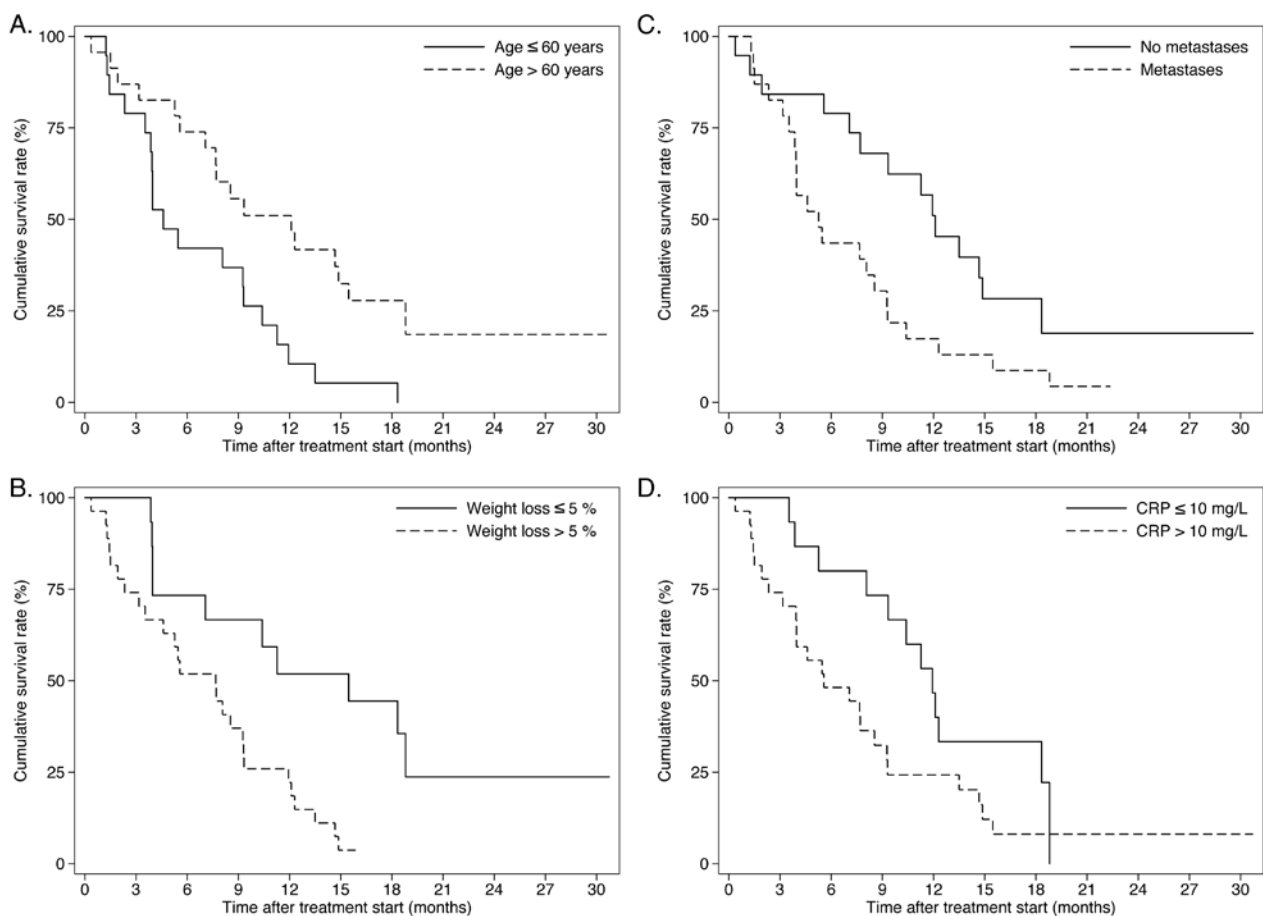 A.
Age ≤ 60 years
Age > 60 years
Cumulative survival rate (%)
100
75
50
25
0
0 3 6 9 12 15 18 21 24 27 30
Time after treatment start (months)
C.
No metastases
Metastases
Cumulative survival rate (%)
100
75
50
25
0
0 3 6 9 12 15 18 21 24 27 30
Time after treatment start (months)
B.
Weight loss ≤ 5 %
Weight loss > 5 %
Cumulative survival rate (%)
100
75
50
25
0
0 3 6 9 12 15 18 21 24 27 30
Time after treatment start (months)
D.
CRP ≤ 10 mg/L
CRP > 10 mg/L
Cumulative survival rate (%)
100
75
50
25
0
0 3 6 9 12 15 18 21 24 27 30
Time after treatment start (months)